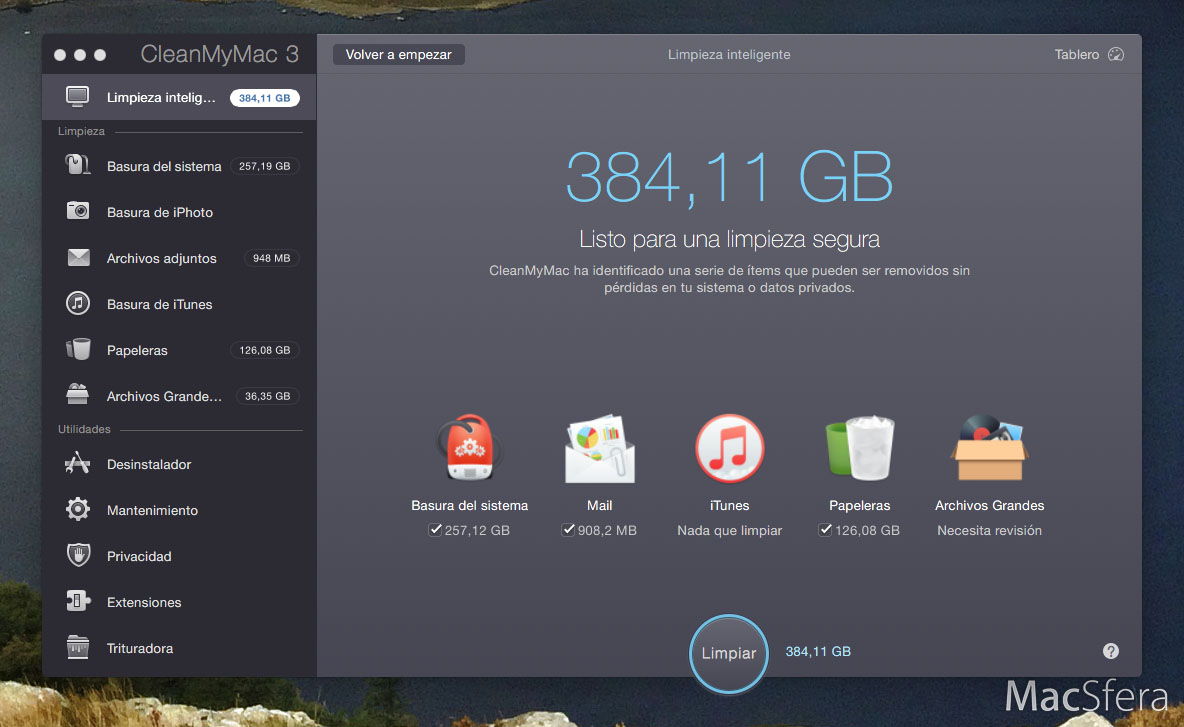 CleanMyMac 3
Limpieza intelig... 384,11 GB
Limpieza
Basura del sistema 257,19 GB
Basura de iPhoto
Archivos adjuntos 948 MB
Basura de iTunes
Papeleras 126,08 GB
Archivos Grande... 36,35 GB
Utilidades
Desinstalador
Mantenimiento
Privacidad
Extensiones
Trituradora
Volver a empezar Limpieza inteligente Tablero
384,11 GB
Listo para una limpieza segura
CleanMyMac ha identificado una serie de ítems que pueden ser removidos sin
pérdidas en tu sistema o datos privados.
Basura del sistema Mail iTunes Papeleras Archivos Grandes
257,12 GB 908,2 MB Nada que limpiar 126,08 GB Necesita revisión
Limpiar 384,11 GB
?
MacSfera